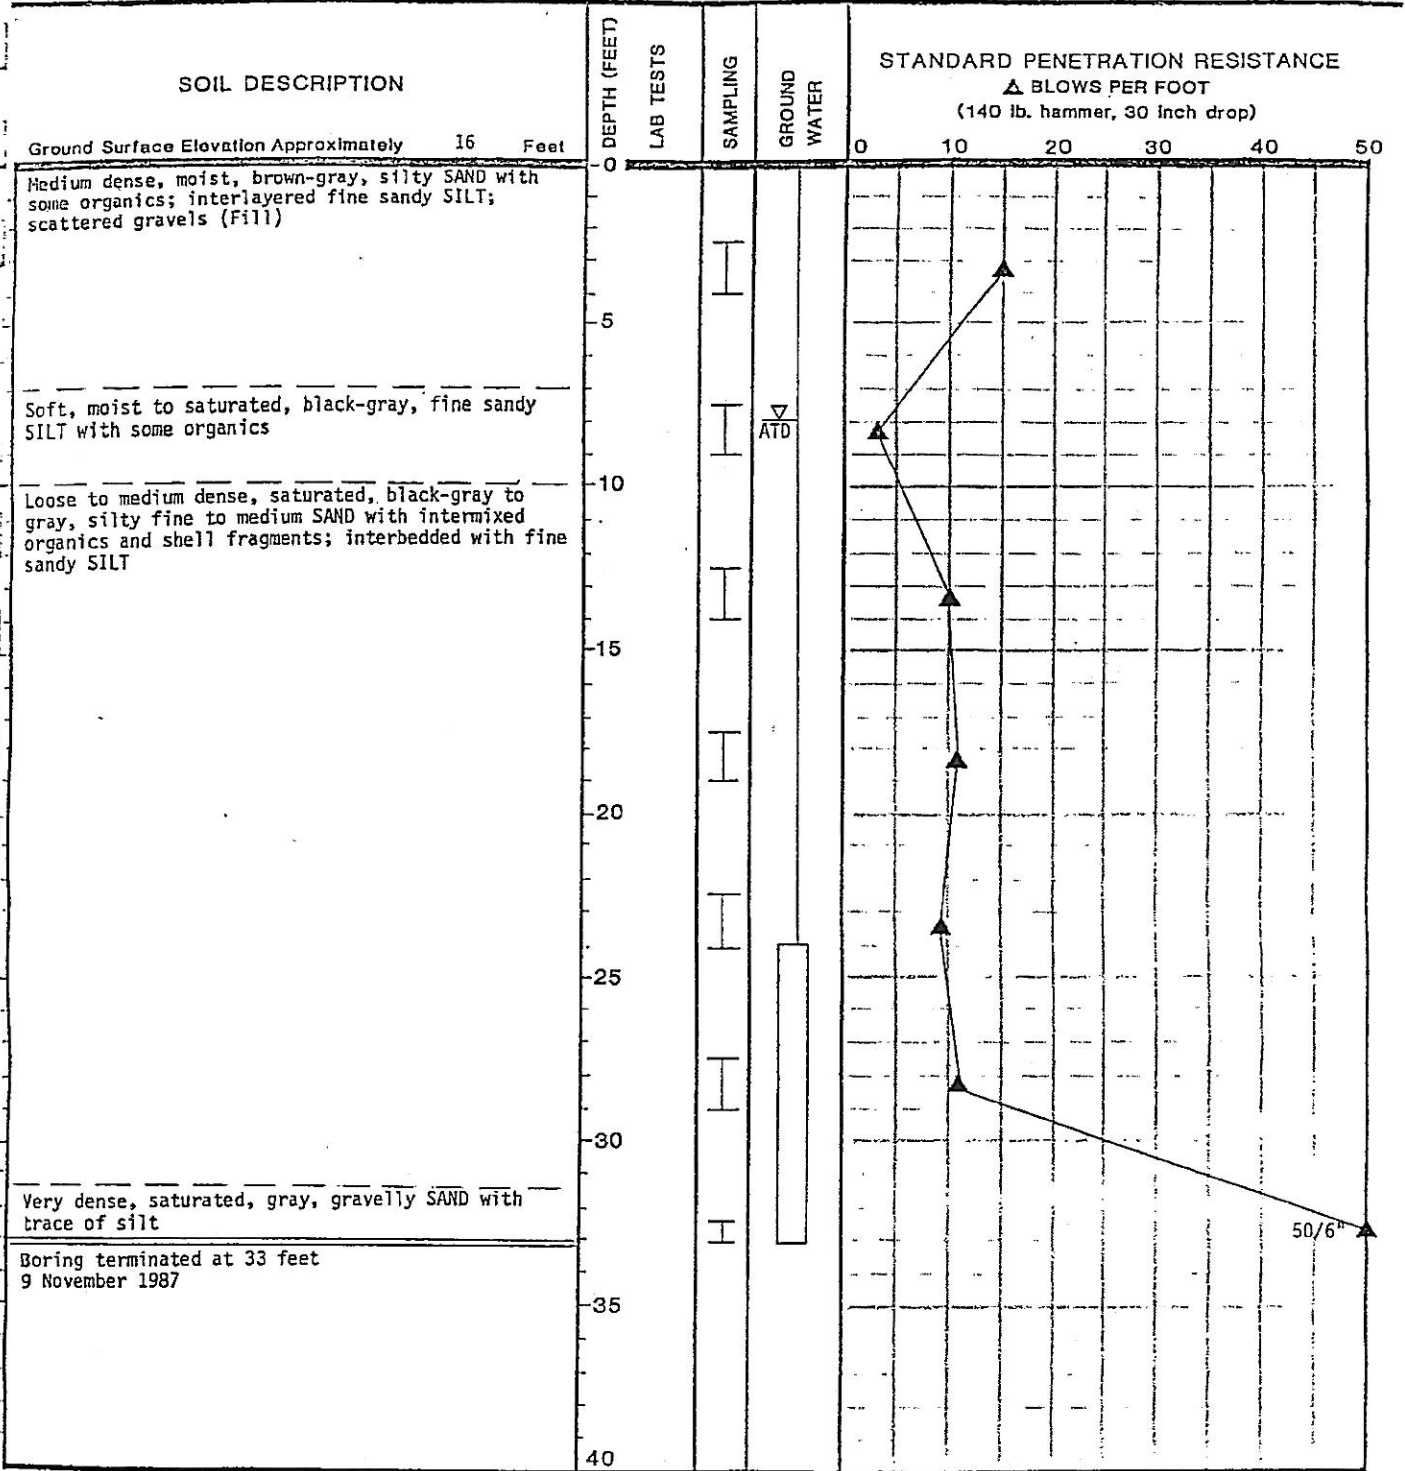 SOIL DESCRIPTION
Ground Surface Elevation Approximately 16 Feet
DEPTH (FEET)
LAB TESTS
SAMPLING
GROUND WATER
STANDARD PENETRATION RESISTANCE
△ BLOWS PER FOOT
(140 lb. hammer, 30 inch drop)
0 10 20 30 40 50
0
Medium dense, moist, brown-gray, silty SAND with
some organics; interlayered fine sandy SILT;
scattered gravels (Fill)
5
Soft, moist to saturated, black-gray, fine sandy
SILT with some organics
ATD
10
Loose to medium dense, saturated, black-gray to
gray, silty fine to medium SAND with intermixed
organics and shell fragments; interbedded with fine
sandy SILT
15
20
25
30
Very dense, saturated, gray, gravelly SAND with
trace of silt
50/6"
Boring terminated at 33 feet
9 November 1987
35
40